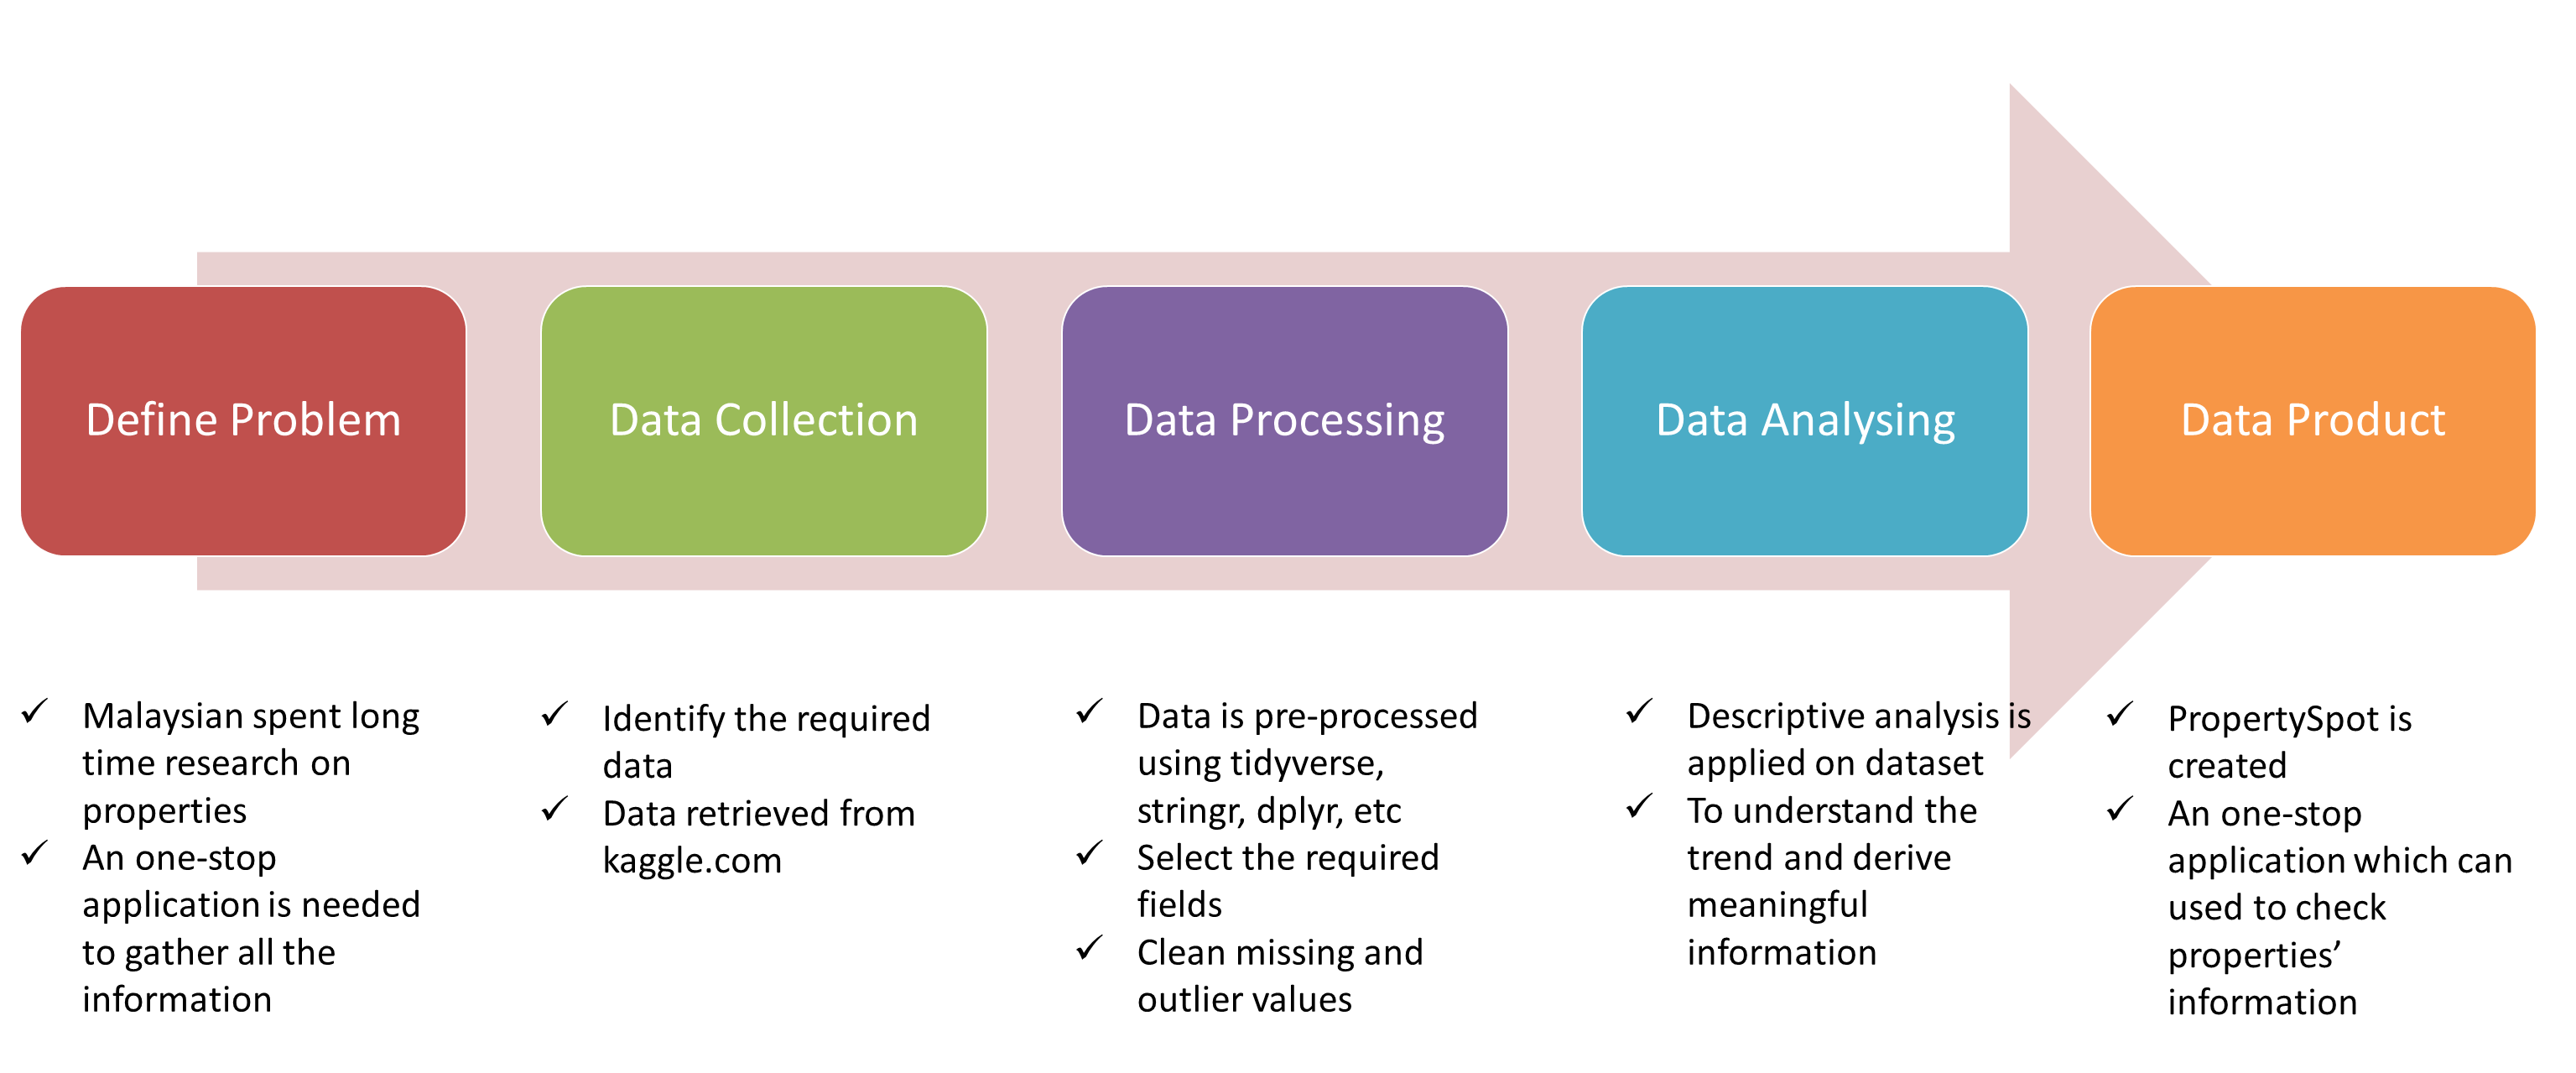 Define Problem
Data Collection
Data Processing
Data Analysing
Data Product
Malaysian spent long
time research on
properties
An one-stop
application is needed
to gather all the
information
Identify the required
data
Data retrieved from
kaggle.com
Data is pre-processed
using tidyverse,
stringr, dplyr, etc
Select the required
fields
Clean missing and
outlier values
Descriptive analysis is
applied on dataset
To understand the
trend and derive
meaningful
information
PropertySpot is
created
An one-stop
application which can
used to check
properties’
information